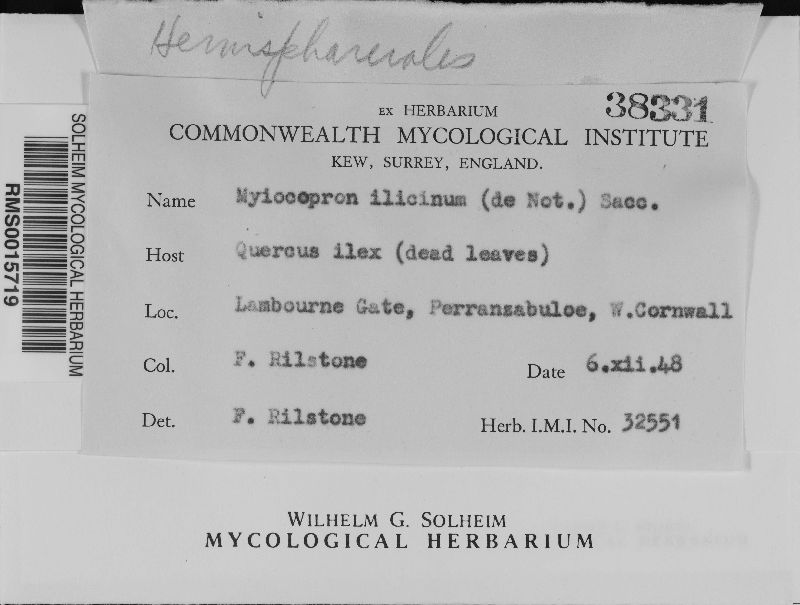 Hemisphaeriales
38331
EX HERBARIUM
COMMONWEALTH MYCOLOGICAL INSTITUTE
KEW, SURREY, ENGLAND.
Name Myiocopron ilicinum (de Not.) Sacc.
Host Quercus ilex (dead leaves)
Loc. Lambourne Gate, Perranzabuloe, W.Cornwall
Col. F. Rilstone Date 6.xii.48
Det. F. Rilstone Herb. I.M.I. No. 32551
WILHELM G. SOLHEIM
MYCOLOGICAL HERBARIUM
SOLHEIM MYCOLOGICAL HERBARIUM
RMS0015719